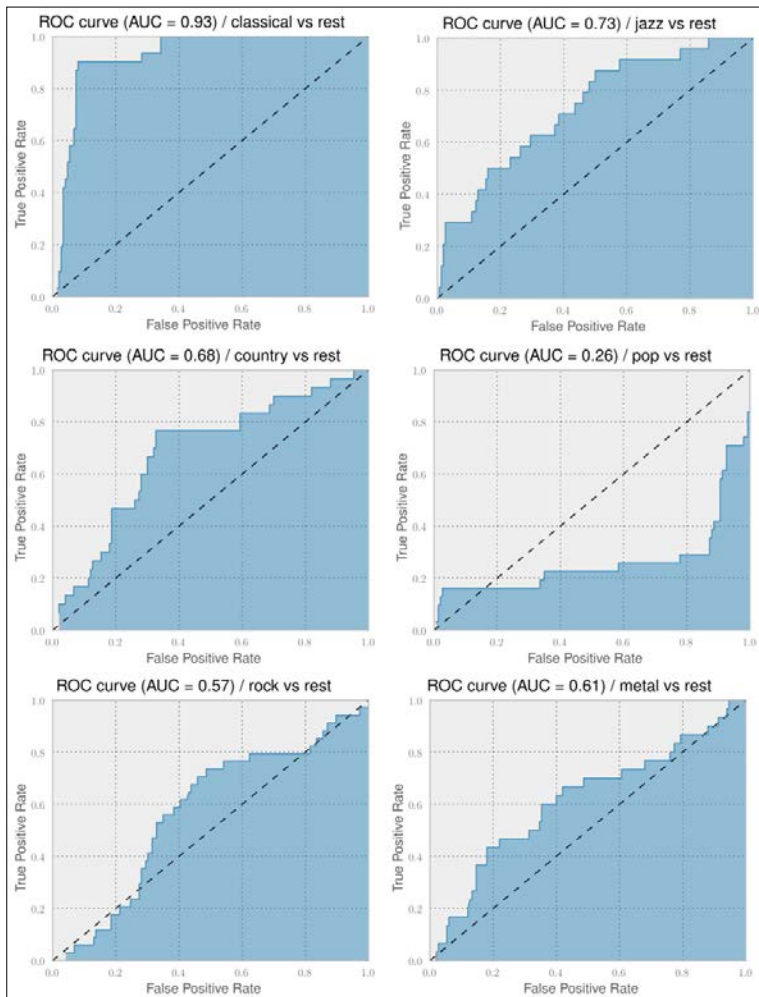 ROC curve (AUC = 0.93) / classical vs rest
True Positive Rate
1.0
0.8
0.6
0.4
0.2
0.0
0.0 0.2 0.4 0.6 0.8 1.0
False Positive Rate
ROC curve (AUC = 0.73) / jazz vs rest
True Positive Rate
1.0
0.8
0.6
0.4
0.2
0.0
0.0 0.2 0.4 0.6 0.8 1.0
False Positive Rate
ROC curve (AUC = 0.68) / country vs rest
True Positive Rate
1.0
0.8
0.6
0.4
0.2
0.0
0.0 0.2 0.4 0.6 0.8 1.0
False Positive Rate
ROC curve (AUC = 0.26) / pop vs rest
True Positive Rate
1.0
0.8
0.6
0.4
0.2
0.0
0.0 0.2 0.4 0.6 0.8 1.0
False Positive Rate
ROC curve (AUC = 0.57) / rock vs rest
True Positive Rate
1.0
0.8
0.6
0.4
0.2
0.0
0.0 0.2 0.4 0.6 0.8 1.0
False Positive Rate
ROC curve (AUC = 0.61) / metal vs rest
True Positive Rate
1.0
0.8
0.6
0.4
0.2
0.0
0.0 0.2 0.4 0.6 0.8 1.0
False Positive Rate